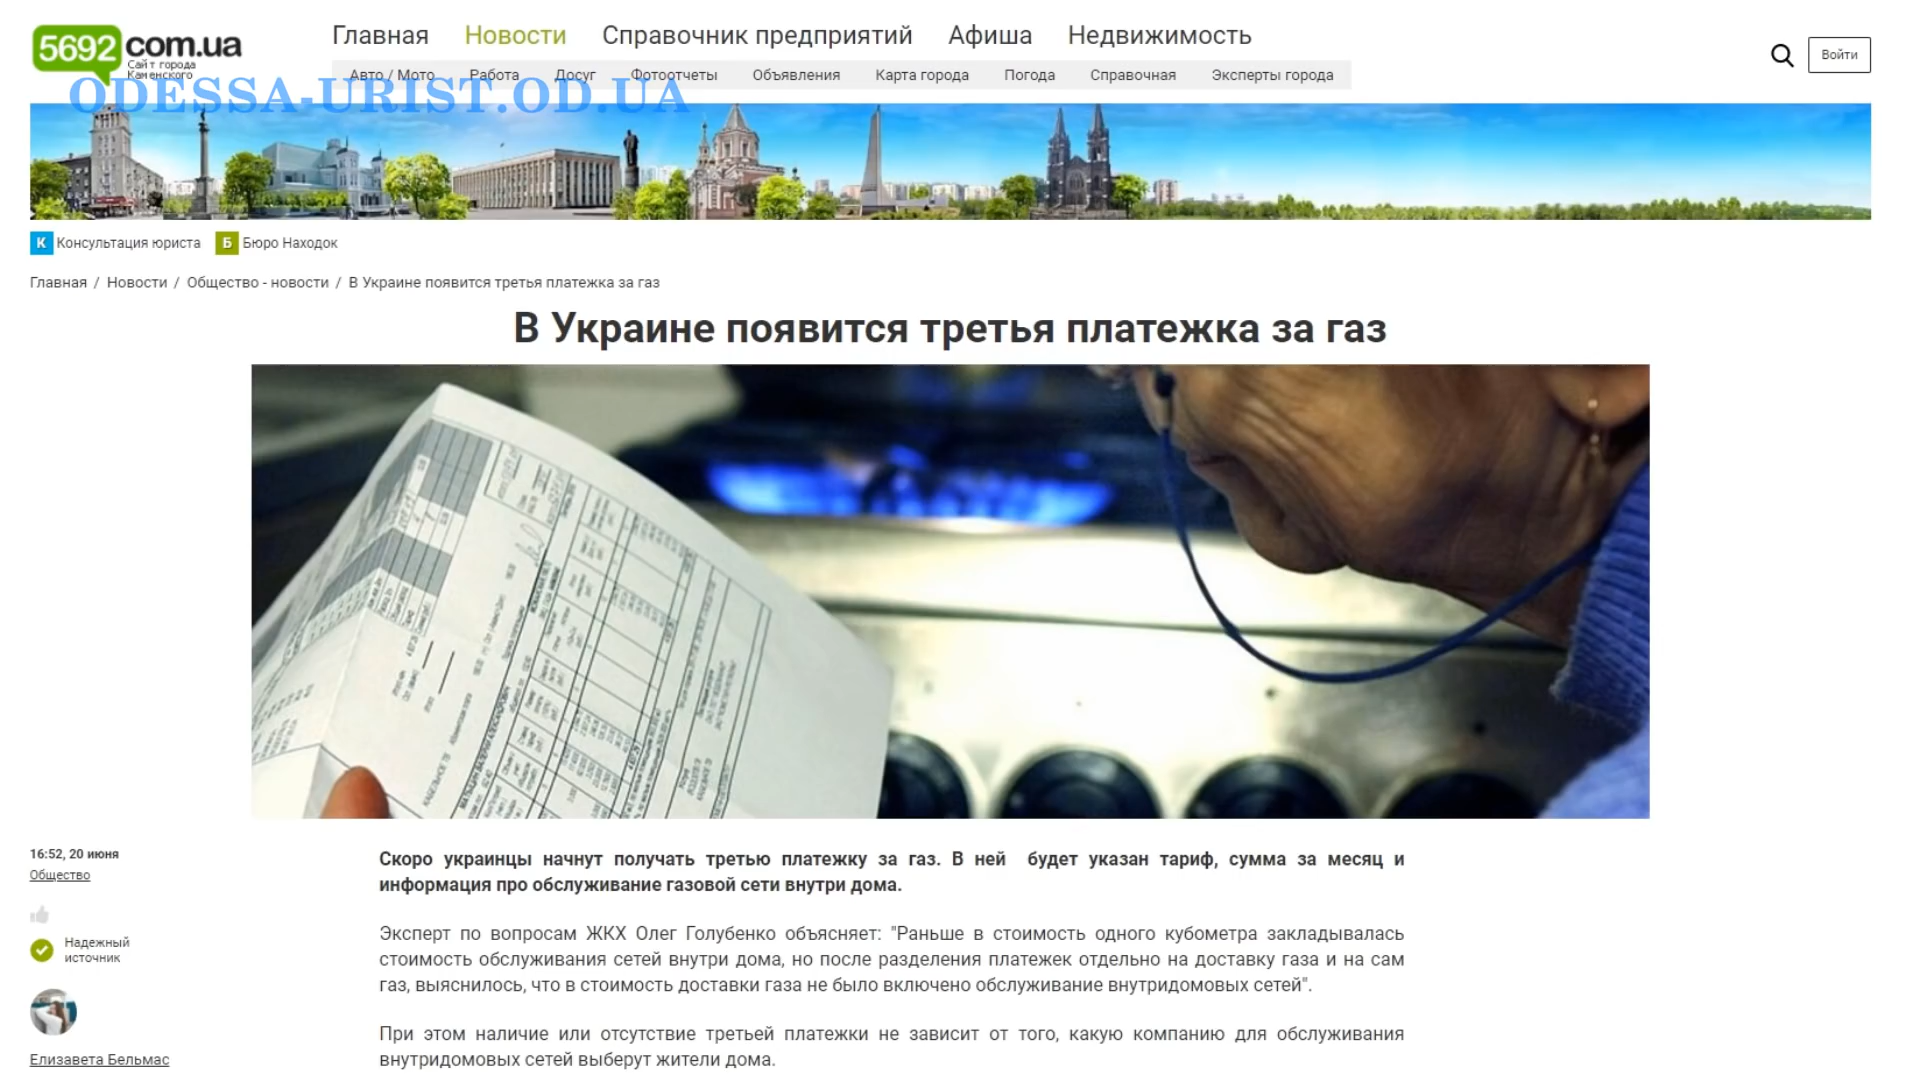 5692 com.ua
Сайт города
Каменского
Главная Новости Справочник предприятий Афиша Недвижимость
Войти
Авто / Мото Работа Досуг Фотоотчеты Объявления Карта города Погода Справочная Эксперты города
ODESSA-URIST.OD.UA
К Консультация юриста Б Бюро Находок
Главная / Новости / Общество - новости / В Украине появится третья платежка за газ
В Украине появится третья платежка за газ
16:52, 20 июня
Общество
Надежный
источник
Елизавета Бельмас
Скоро украинцы начнут получать третью платежку за газ. В ней будет указан тариф, сумма за месяц и
информация про обслуживание газовой сети внутри дома.
Эксперт по вопросам ЖКХ Олег Голубенко объясняет: "Раньше в стоимость одного кубометра закладывалась
стоимость обслуживания сетей внутри дома, но после разделения платежек отдельно на доставку газа и на сам
газ, выяснилось, что в стоимость доставки газа не было включено обслуживание внутридомовых сетей".
При этом наличие или отсутствие третьей платежки не зависит от того, какую компанию для обслуживания
внутридомовых сетей выберут жители дома.